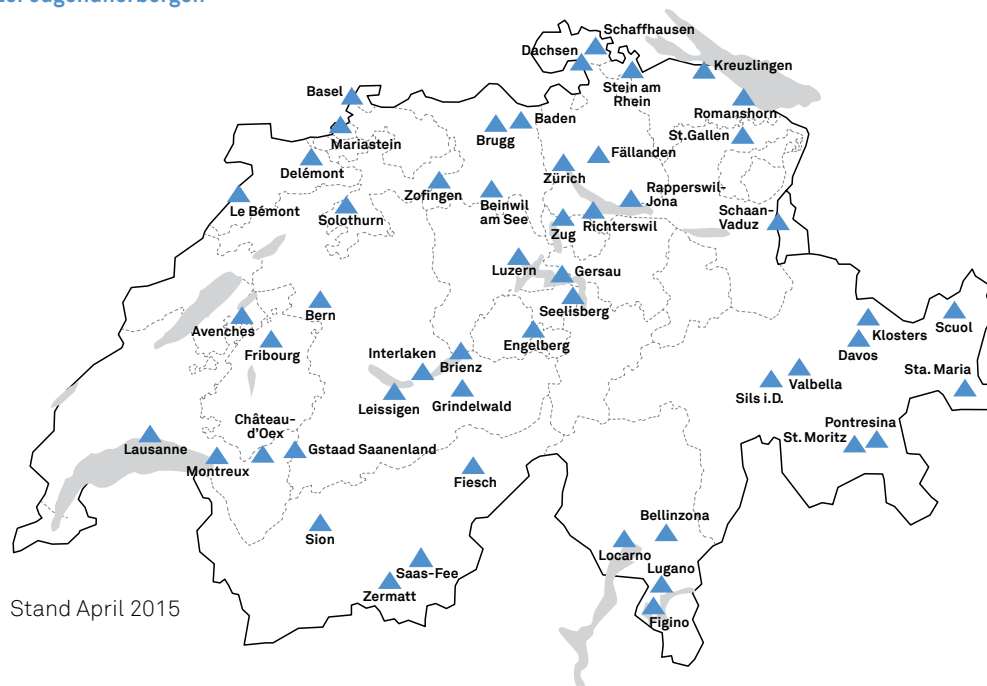 Jugendherbergen
Schaffhausen
Dachsen
Kreuzlingen
Stein am
Rhein
Basel
Romanshorn
Baden
Brugg
St.Gallen
Mariastein
Fällanden
Delémont
Zürich
Zofingen
Rapperswil-
Jona
Beinwil
am See
Le Bémont
Solothurn
Schaan-
Vaduz
Zug
Richterswil
Luzern
Gersau
Seelisberg
Bern
Avenches
Scuol
Klosters
Engelberg
Fribourg
Interlaken
Brienz
Davos
Valbella
Sta. Maria
Leissigen
Grindelwald
Sils i.D.
Château-
d'Oex
Pontresina
St. Moritz
Lausanne
Gstaad Saanenland
Montreux
Fiesch
Bellinzona
Sion
Locarno
Lugano
Saas-Fee
Zermatt
Figino
Stand April 2015